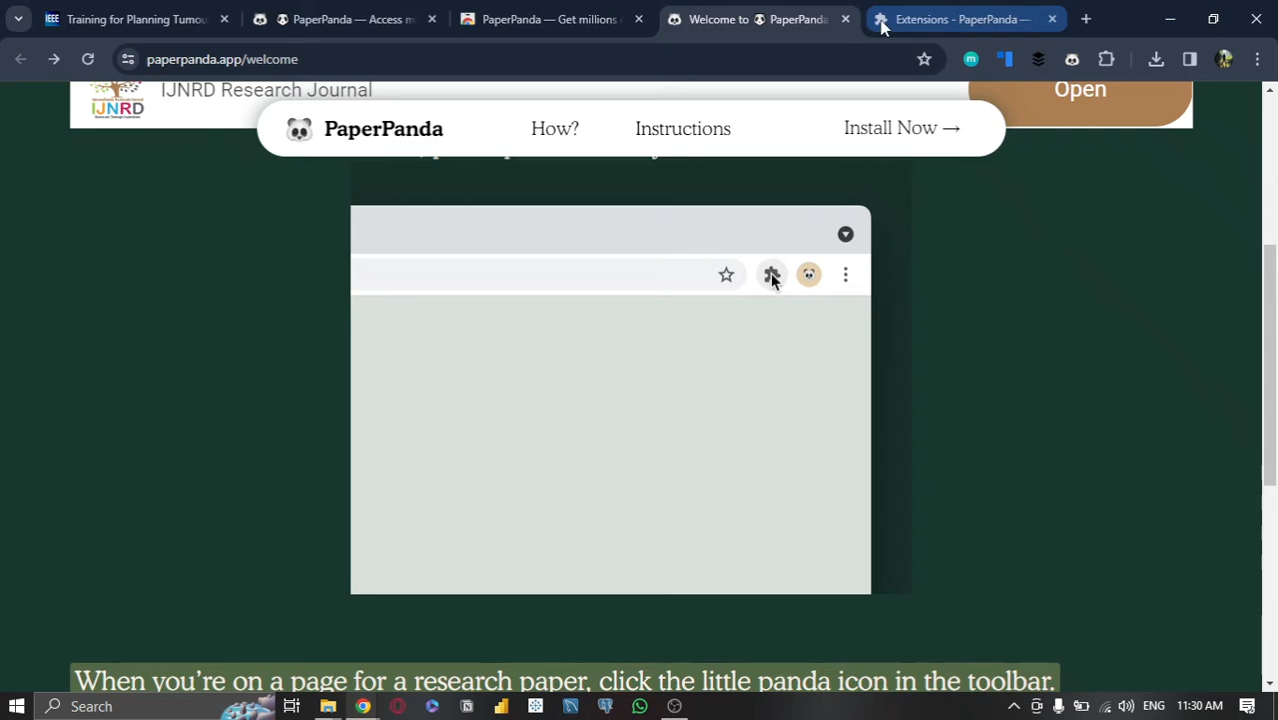 Training for Planning Tumou
PaperPanda — Access m
PaperPanda — Get millions
Welcome to PaperPanda
Extensions - PaperPanda —
paperpanda.app/welcome
IJNRD Research Journal
Open
IJNRD
PaperPanda
How?
Instructions
Install Now →
When you're on a page for a research paper, click the little panda icon in the toolbar.
Search
ENG
11:30 AM